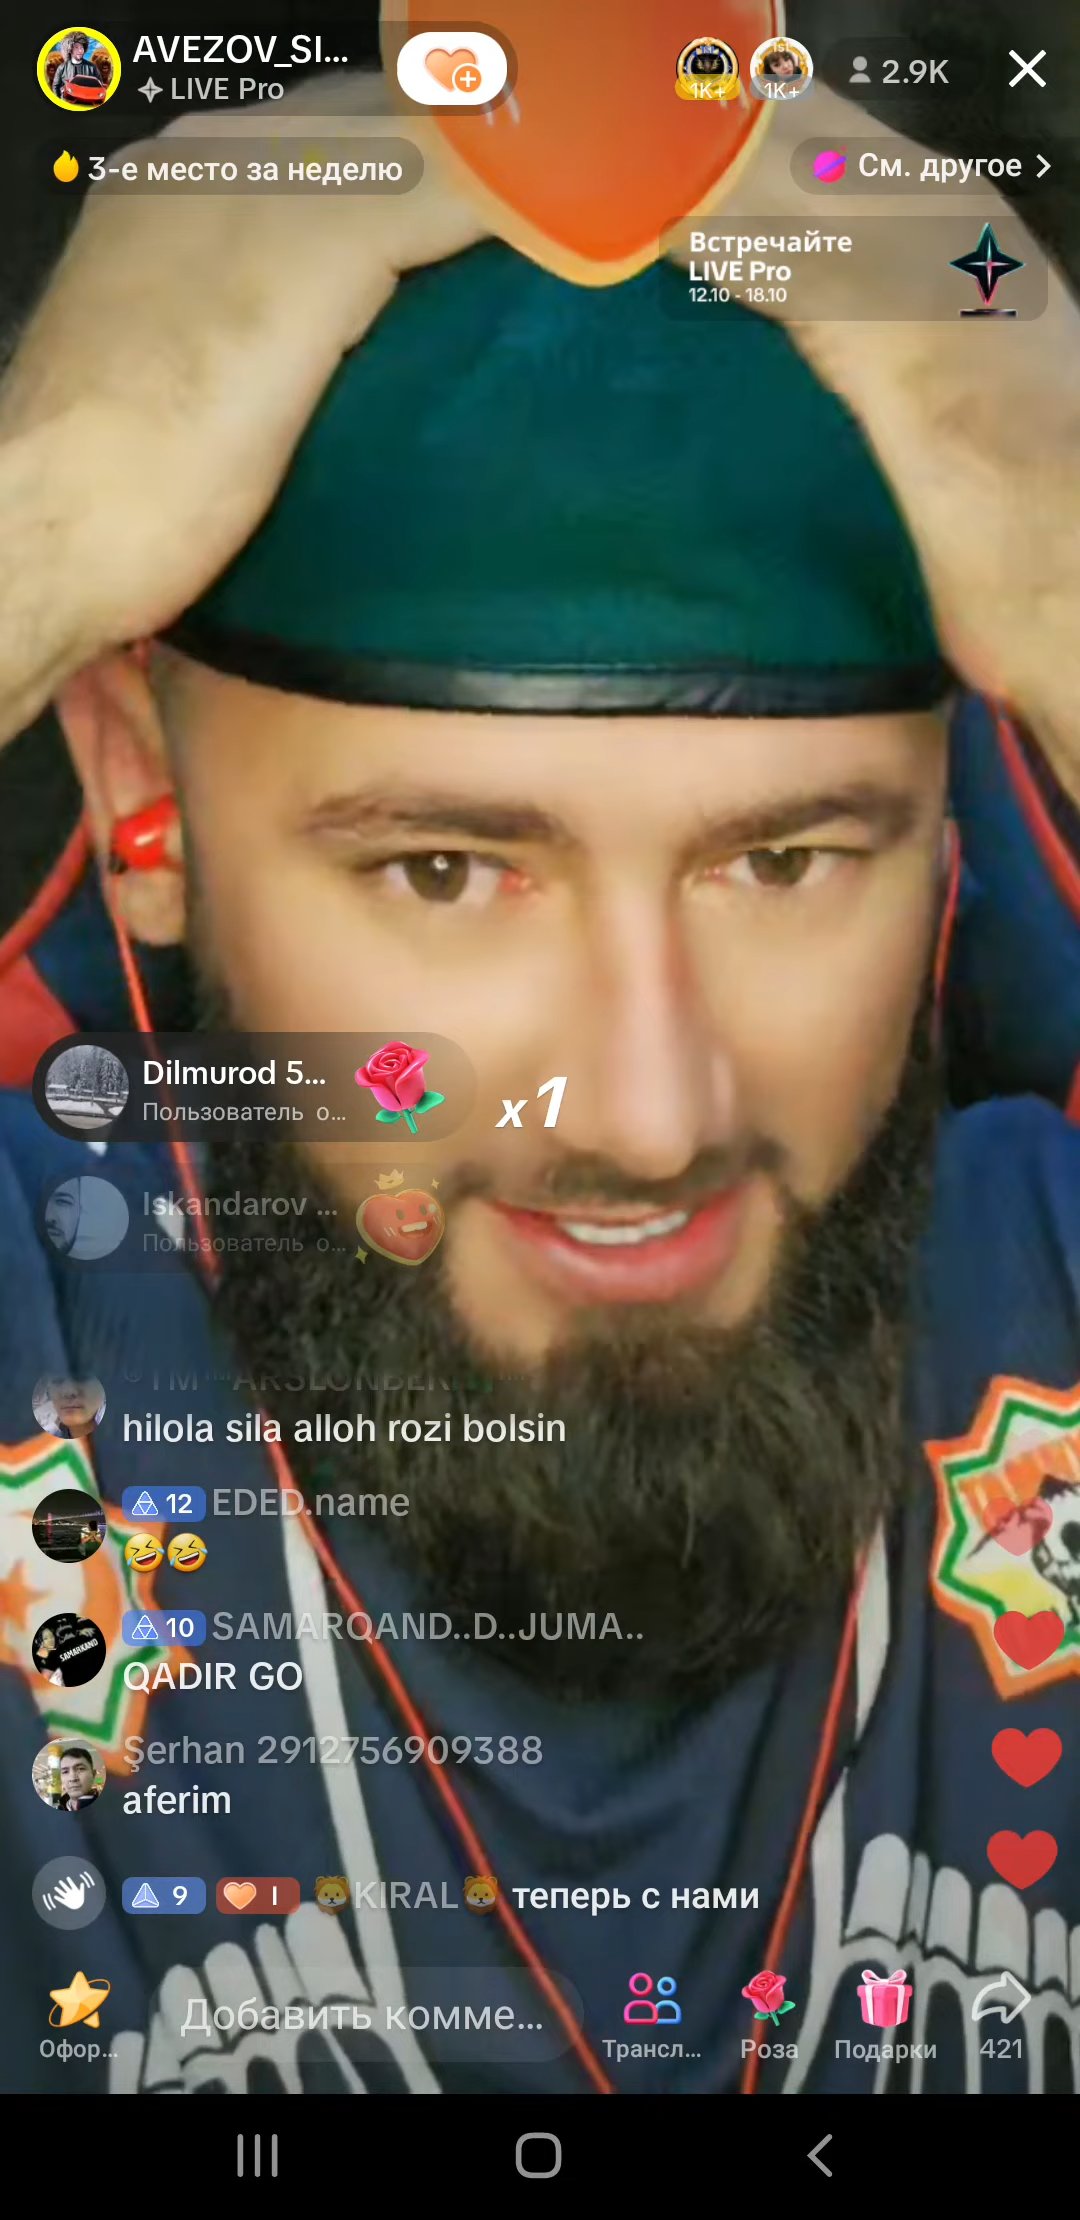 AVEZOV_SI...
LIVE Pro
1K+
1K+
2.9K
3-е место за неделю
См. другое
Встречайте
LIVE Pro
12.10 - 18.10
Dilmurod 5...
Пользователь о...
x1
Iskandarov ...
Пользователь о...
ARSLONBEK
hilola sila alloh rozi bolsin
12 EDED.name
🤣🤣
10 SAMARQAND..D..JUMA..
QADIR GO
Şerhan 2912756909388
aferim
9 I 🦁KIRAL🦁 теперь с нами
Добавить комме...
Офор...
Трансл...
Роза
Подарки
421